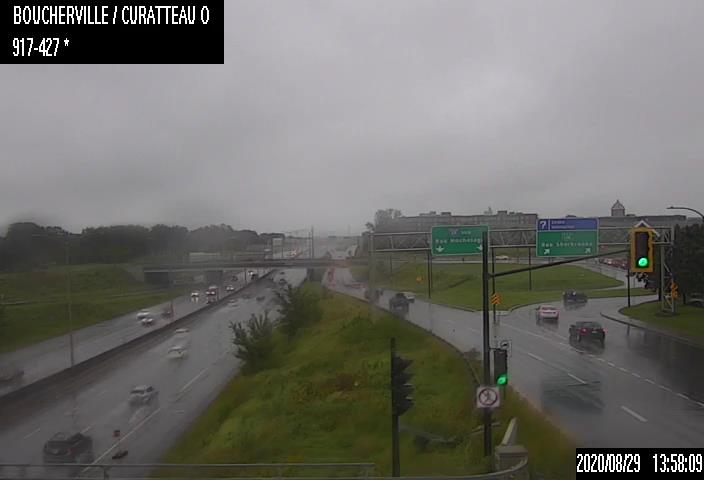 BOUCHERVILLE / CURATTEAU O
917-427 *
Rue Hochelaga
Rue Sherbrooke
2020/08/29 13:58:09